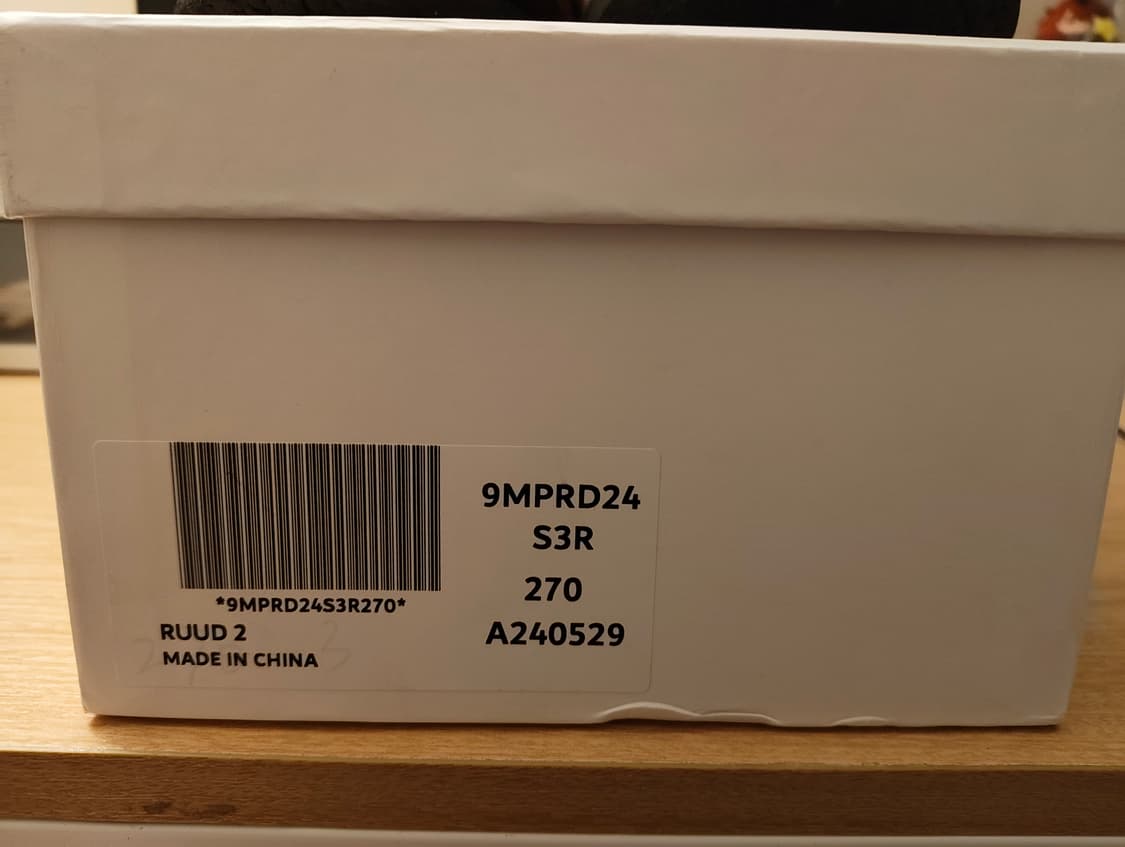 9MPRD24
S3R
270
A240529
*9MPRD24S3R270*
RUUD 2
MADE IN CHINA